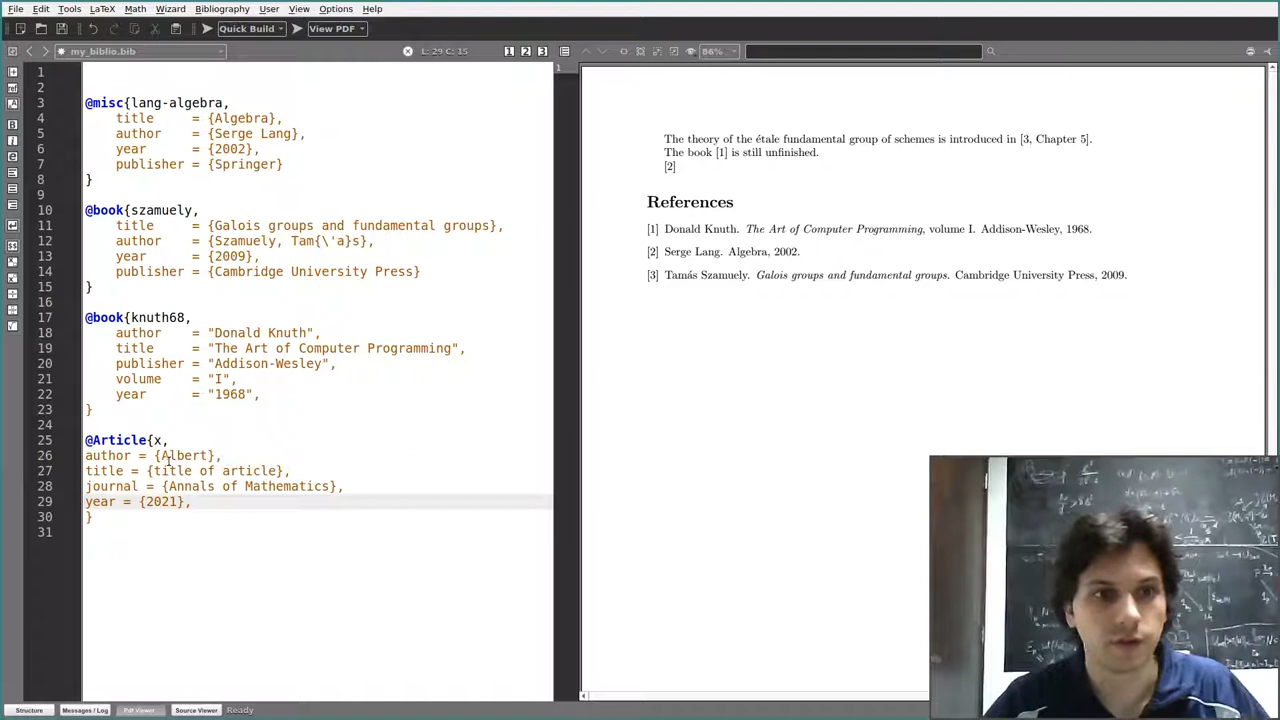 File Edit Tools LaTeX Math Wizard Bibliography User View Options Help
Quick Build View PDF
my_biblio.bib L: 29 C: 15 1 2 3 86%
1
1
2
3 @misc{lang-algebra,
4 title = {Algebra},
5 author = {Serge Lang},
6 year = {2002},
7 publisher = {Springer}
8 }
9
10 @book{szamuely,
11 title = {Galois groups and fundamental groups},
12 author = {Szamuely, Tam{\'a}s},
13 year = {2009},
14 publisher = {Cambridge University Press}
15 }
16
17 @book{knuth68,
18 author = "Donald Knuth",
19 title = "The Art of Computer Programming",
20 publisher = "Addison-Wesley",
21 volume = "I",
22 year = "1968",
23 }
24
25 @Article{x,
26 author = {Albert},
27 title = {title of article},
28 journal = {Annals of Mathematics},
29 year = {2021},
30 }
31
The theory of the étale fundamental group of schemes is introduced in [3, Chapter 5].
The book [1] is still unfinished.
[2]
References
[1] Donald Knuth. The Art of Computer Programming, volume I. Addison-Wesley, 1968.
[2] Serge Lang. Algebra, 2002.
[3] Tamás Szamuely. Galois groups and fundamental groups. Cambridge University Press, 2009.
Structure Messages / Log Pdf Viewer Source Viewer Ready